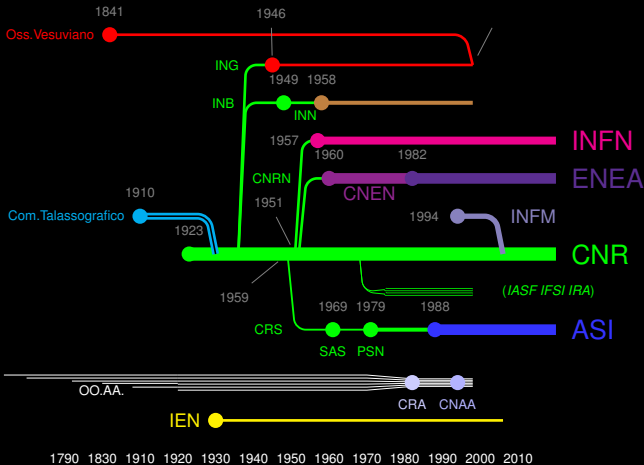 1841
Oss.Vesuviano
1946
ING
1949 1958
INB
INN
1957 INFN
1960 1982
CNRN CNEN ENEA
1910
Com.Talassografico
1951
1994 INFM
1923
CNR
1959
(IASF IFSI IRA)
1969 1979 1988
CRS ASI
SAS PSN
OO.AA.
CRA CNAA
IEN
1790 1830 1910 1920 1930 1940 1950 1960 1970 1980 1990 2000 2010